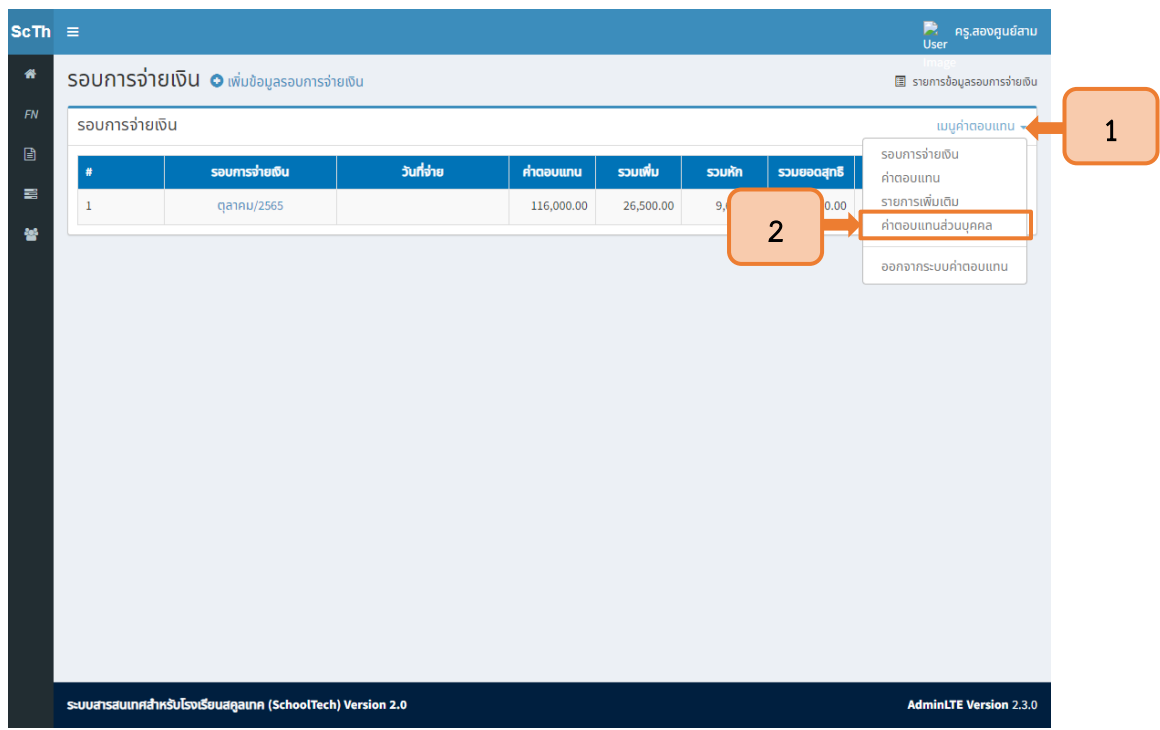 ScTh
User
Image
ครู.สองศูนย์สาม
รอบการจ่ายเงิน เพิ่มข้อมูลรอบการจ่ายเงิน
รายการข้อมูลรอบการจ่ายเงิน
FN
รอบการจ่ายเงิน
เมนูค่าตอบแทน
1
# รอบการจ่ายเงิน วันที่จ่าย ค่าตอบแทน รวมเพิ่ม รวมหัก รวมยอดสุทธิ
1 ตุลาคม/2565 116,000.00 26,500.00
รอบการจ่ายเงิน
ค่าตอบแทน
รายการเพิ่มเติม
ค่าตอบแทนส่วนบุคคล
ออกจากระบบค่าตอบแทน
2
ระบบสารสนเทศสำหรับโรงเรียนสคูลเทค (SchoolTech) Version 2.0
AdminLTE Version 2.3.0